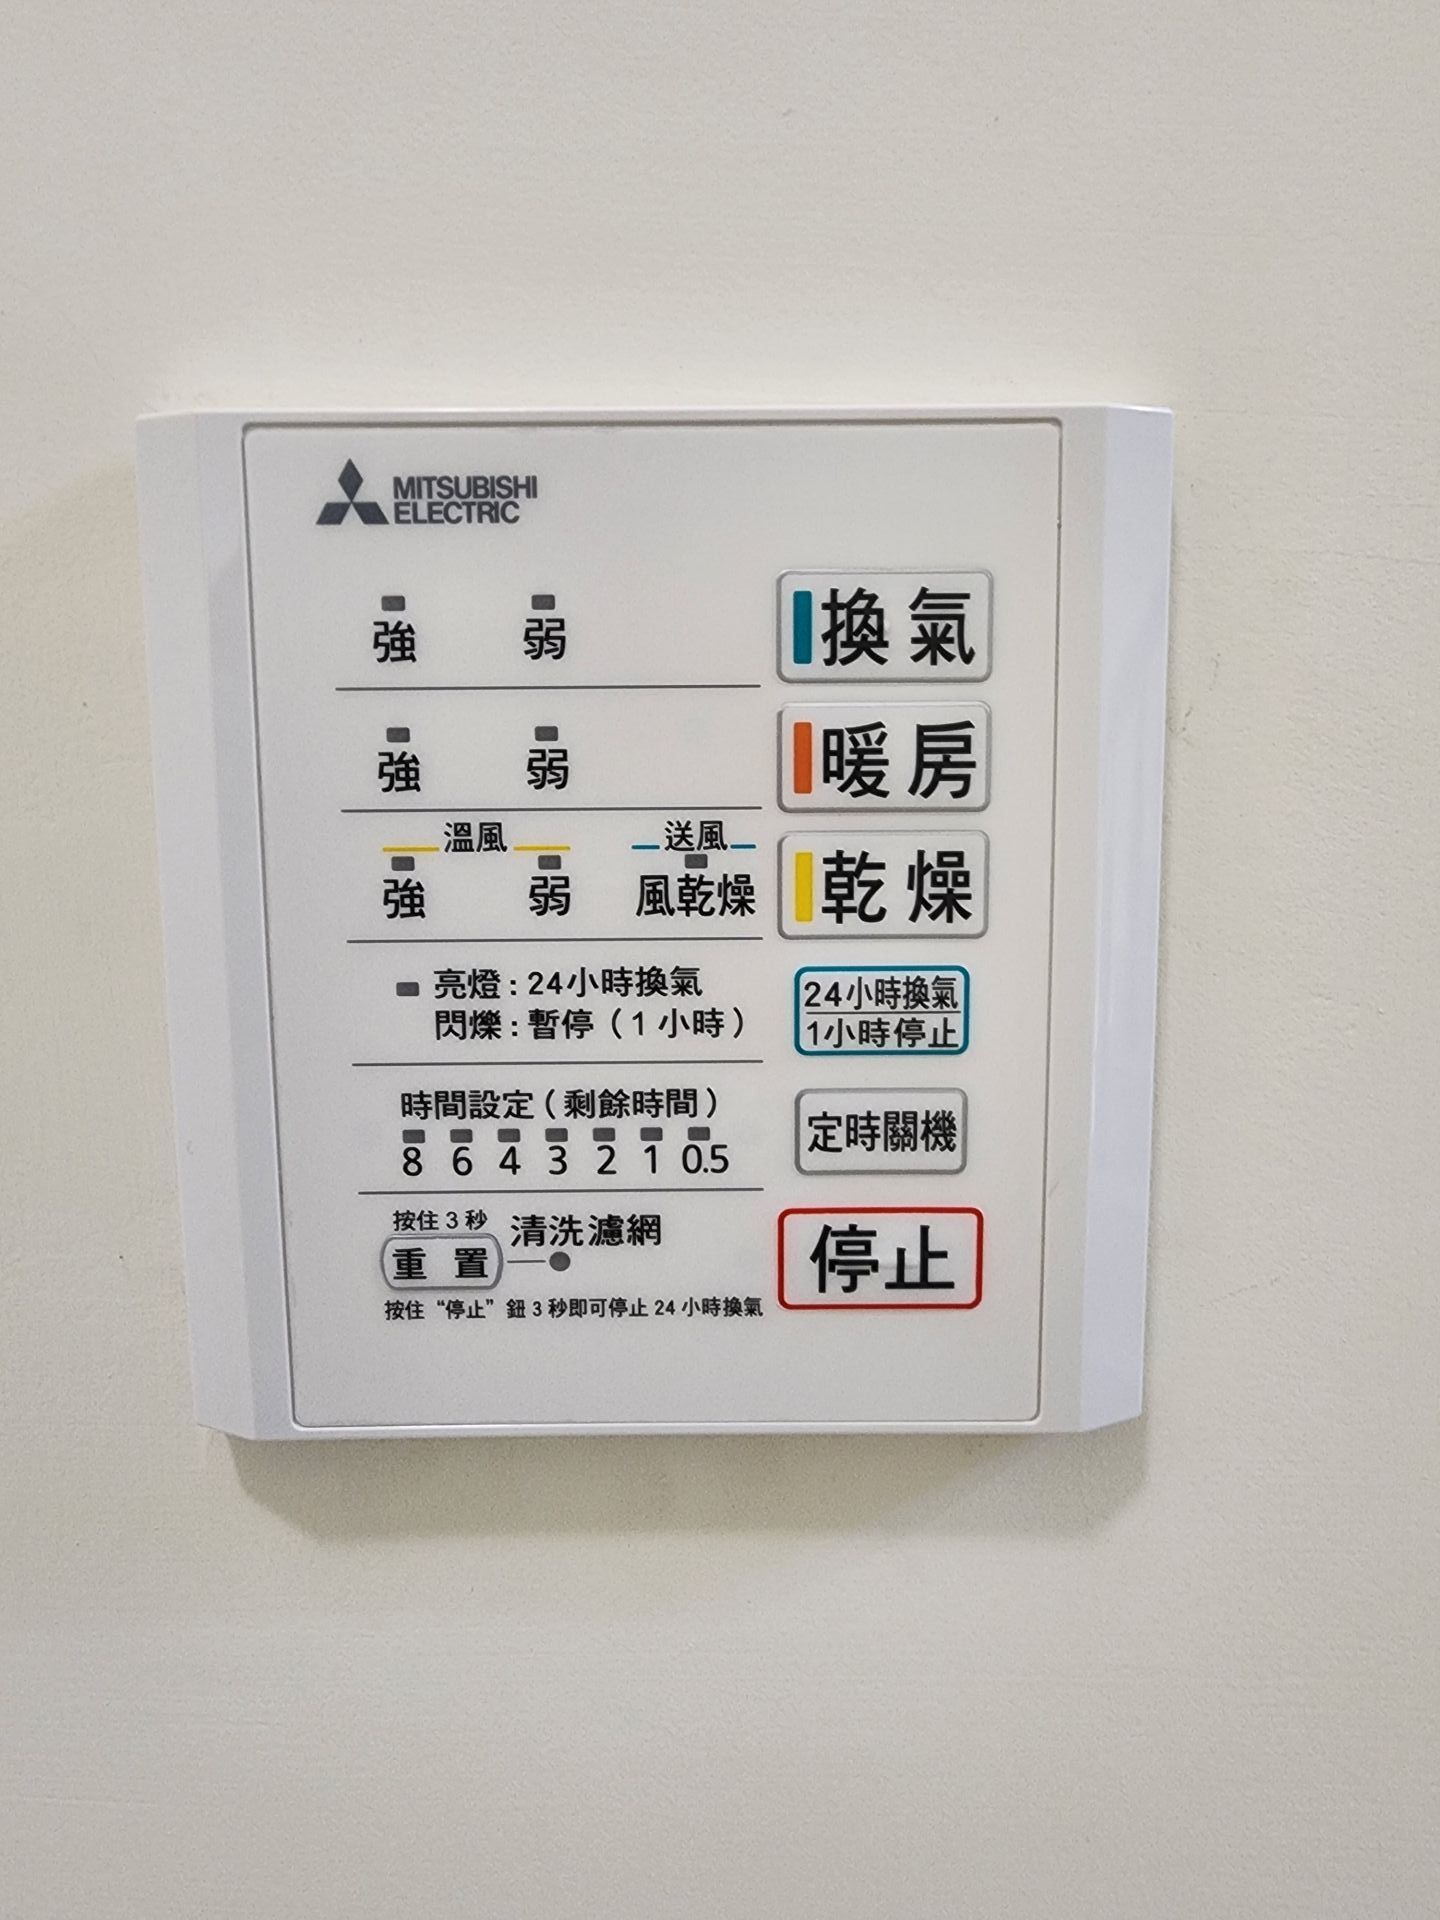 MITSUBISHI
ELECTRIC
強 弱 換氣
強 弱 暖房
溫風 送風
強 弱 風乾燥 乾燥
亮燈:24小時換氣
閃爍:暫停(1小時)
24小時換氣
1小時停止
時間設定(剩餘時間)
8 6 4 3 2 1 0.5
定時關機
按住3秒
重置
清洗濾網
按住“停止”鈕3秒即可停止24小時換氣
停止